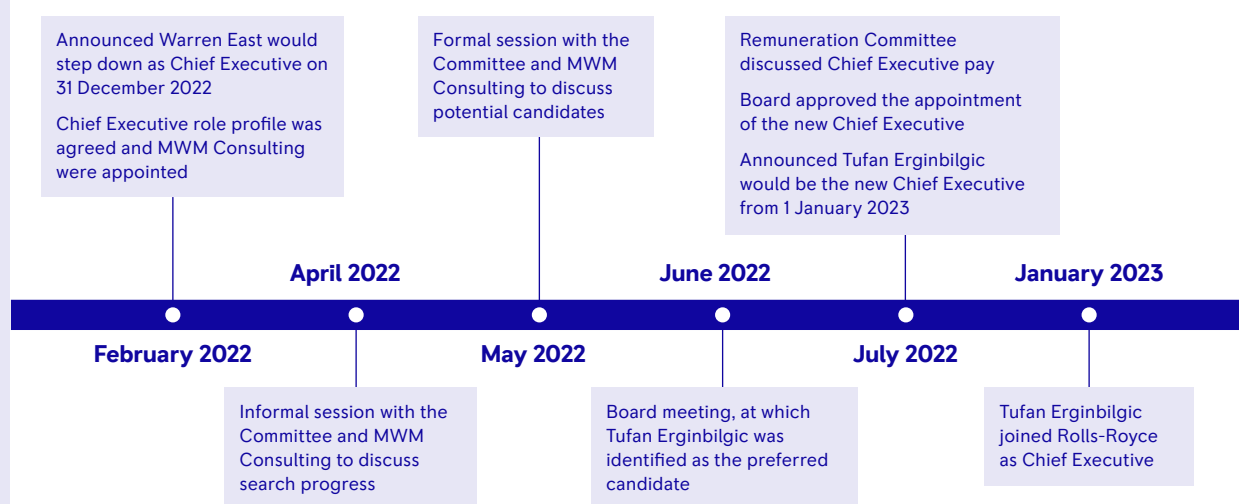 Announced Warren East would
step down as Chief Executive on
31 December 2022
Chief Executive role profile was
agreed and MWM Consulting
were appointed
February 2022
April 2022
Informal session with the
Committee and MWM
Consulting to discuss
search progress
Formal session with the
Committee and MWM
Consulting to discuss
potential candidates
May 2022
June 2022
Board meeting, at which
Tufan Erginbilgic was
identified as the preferred
candidate
Remuneration Committee
discussed Chief Executive pay
Board approved the appointment
of the new Chief Executive
Announced Tufan Erginbilgic
would be the new Chief Executive
from 1 January 2023
July 2022
January 2023
Tufan Erginbilgic
joined Rolls-Royce
as Chief Executive